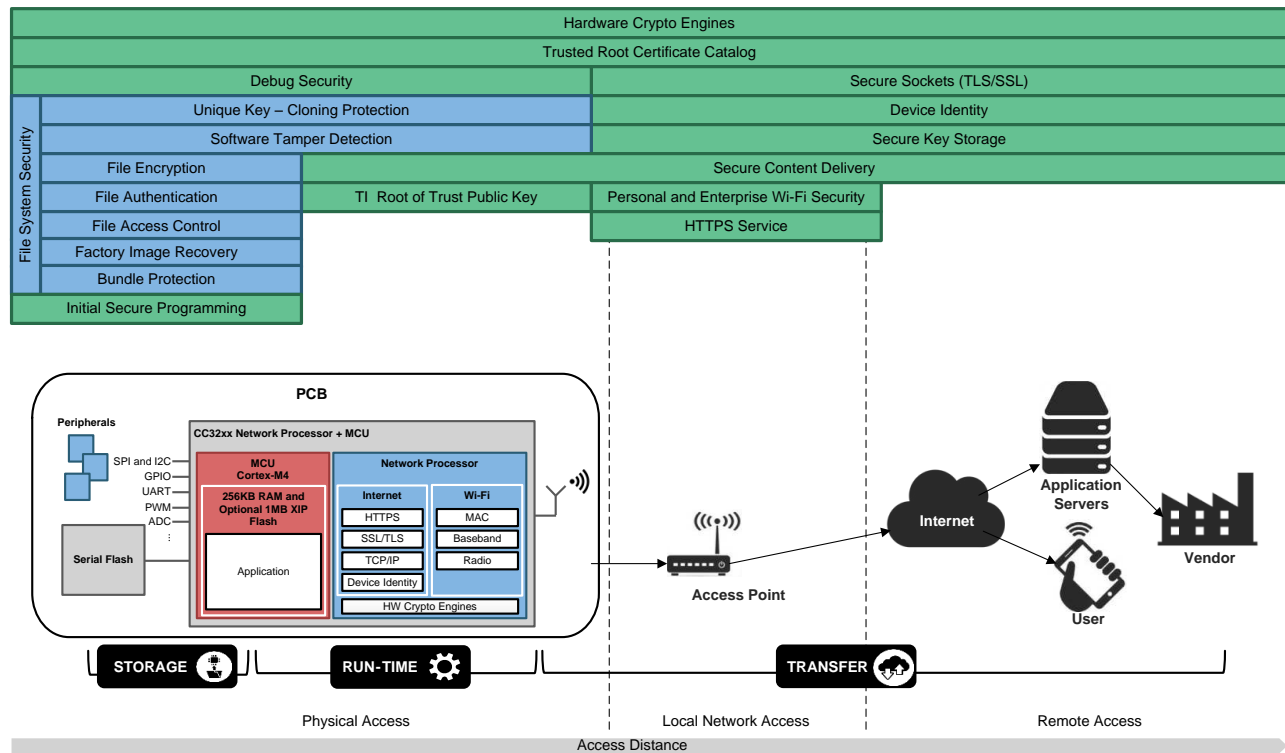 Hardware Crypto Engines
Trusted Root Certificate Catalog
Debug Security
Secure Sockets (TLS/SSL)
File System Security
Unique Key – Cloning Protection
Device Identity
Software Tamper Detection
Secure Key Storage
File Encryption
Secure Content Delivery
File Authentication
TI Root of Trust Public Key
Personal and Enterprise Wi-Fi Security
File Access Control
HTTPS Service
Factory Image Recovery
Bundle Protection
Initial Secure Programming
PCB
Peripherals
SPI and I2C
GPIO
UART
PWM
ADC
⋮
Serial Flash
CC32xx Network Processor + MCU
MCU
Cortex-M4
256KB RAM and
Optional 1MB XIP
Flash
Application
Network Processor
Internet
HTTPS
SSL/TLS
TCP/IP
Device Identity
Wi-Fi
MAC
Baseband
Radio
HW Crypto Engines
Access Point
Internet
Application
Servers
User
Vendor
STORAGE
RUN-TIME
TRANSFER
Physical Access
Local Network Access
Remote Access
Access Distance